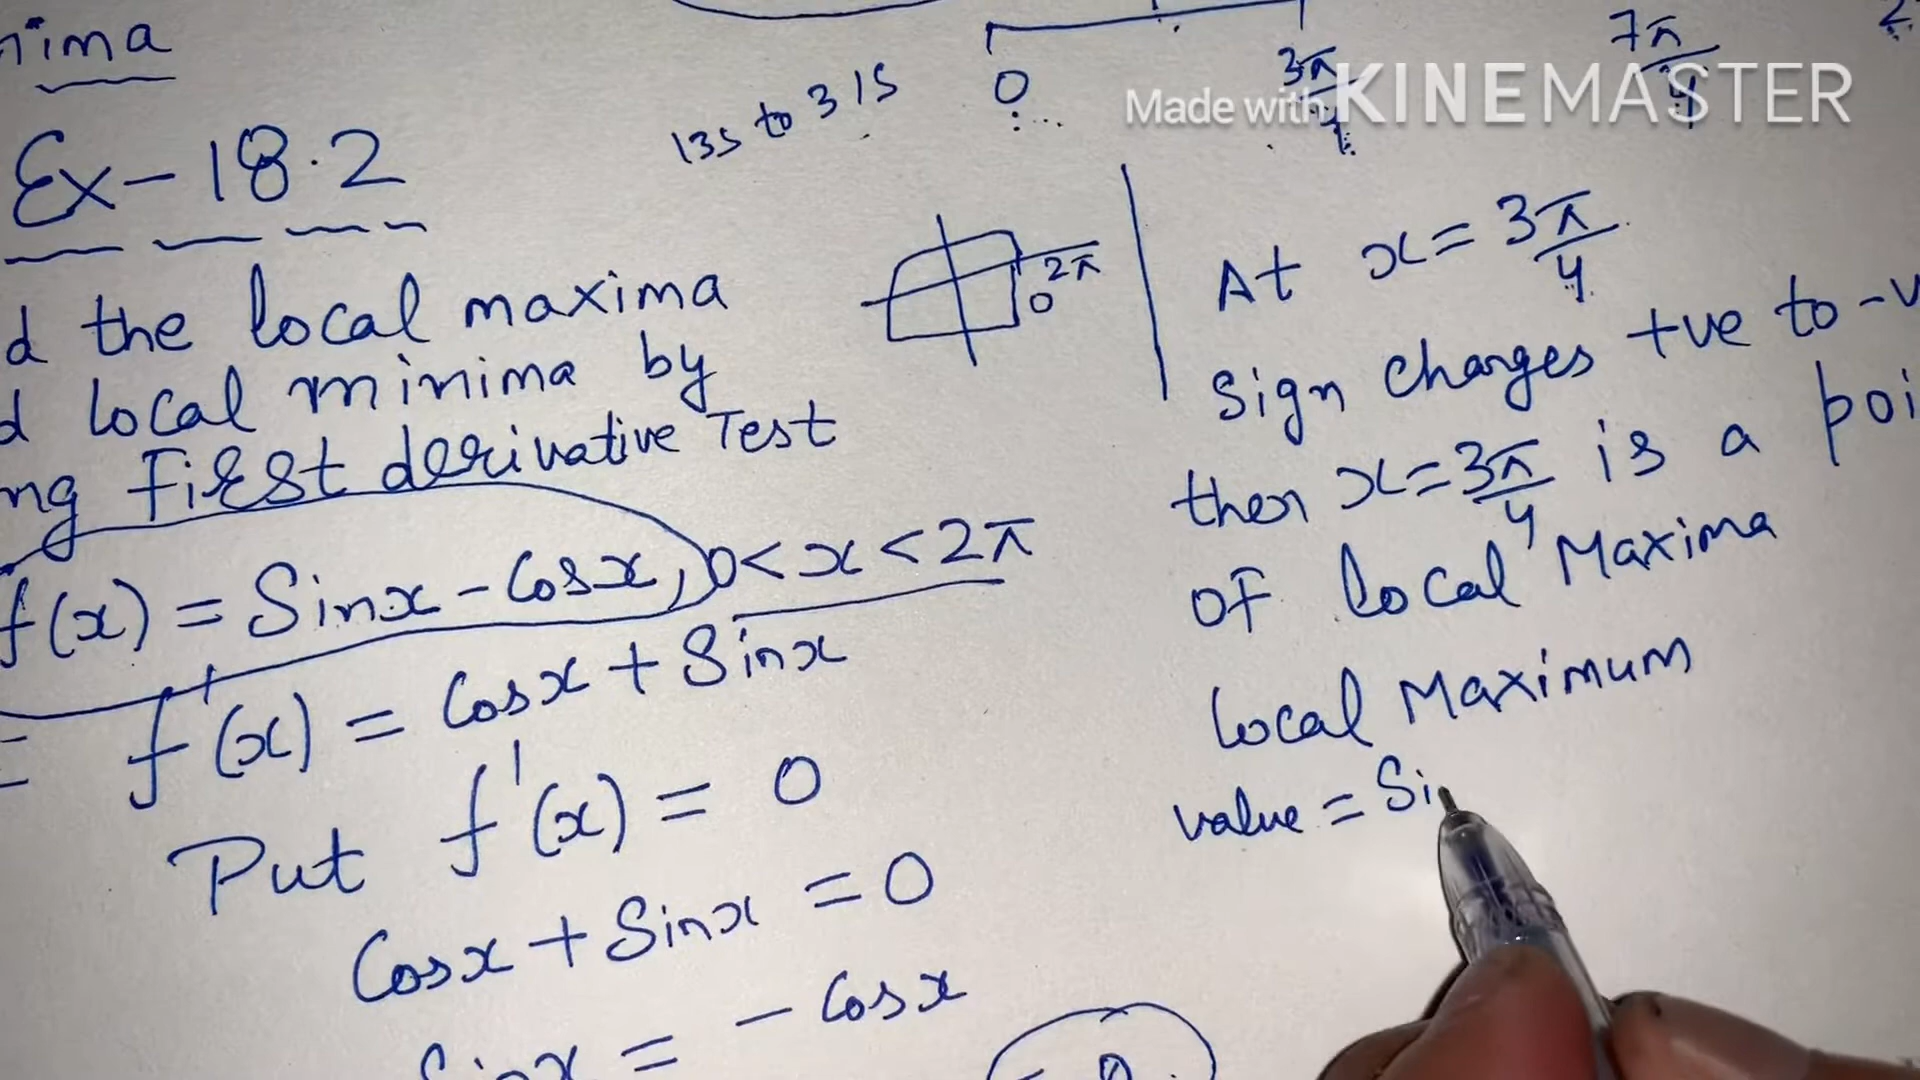 Ex-18.2
the local maxima
local minima by
First derivative Test
f(x) = Sinx - Cosx, 0 < x < 2π
f'(x) = Cosx + Sinx
Put f'(x) = 0
Cosx + Sinx = 0
Sinx = - Cosx
135 to 315
0 3π/4 7π/4
2π
0
Made with KINEMASTER
At x = 3π/4
Sign changes +ve to -v
then x = 3π/4 is a poi
of local Maxima
Local Maximum
value = Si